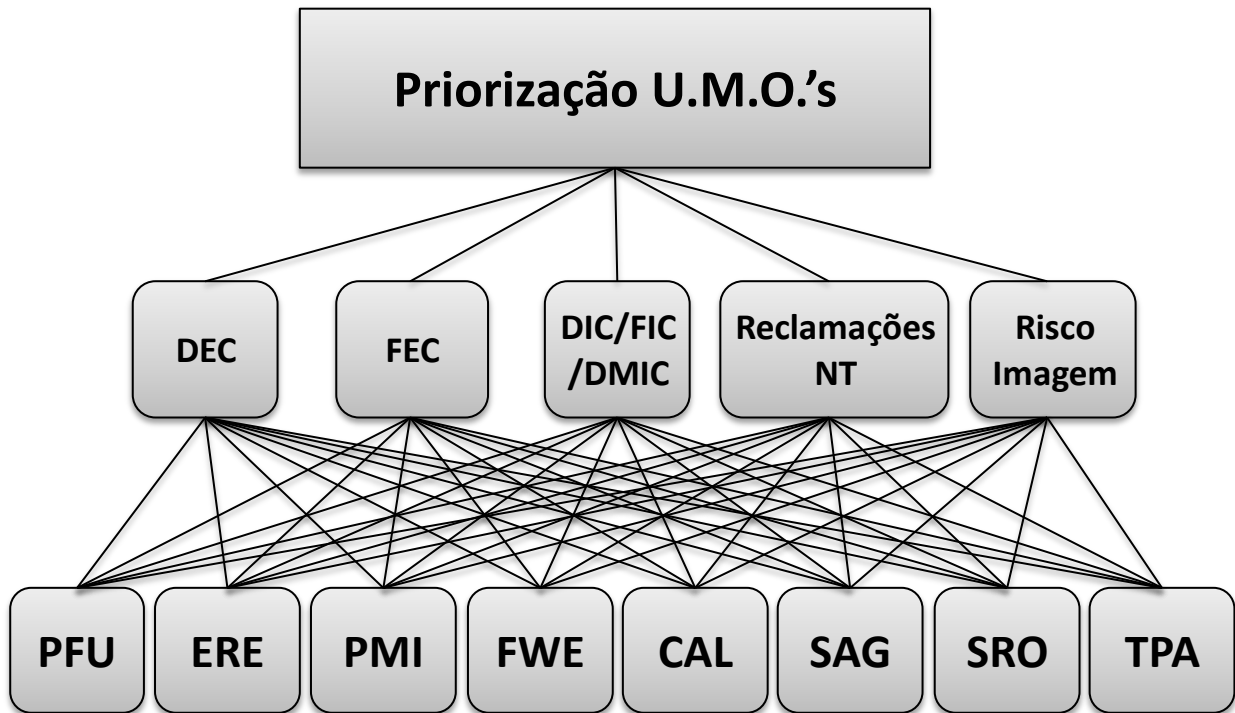 Priorização U.M.O.'s
DEC
FEC
DIC/FIC
/DMIC
Reclamações
NT
Risco
Imagem
PFU
ERE
PMI
FWE
CAL
SAG
SRO
TPA